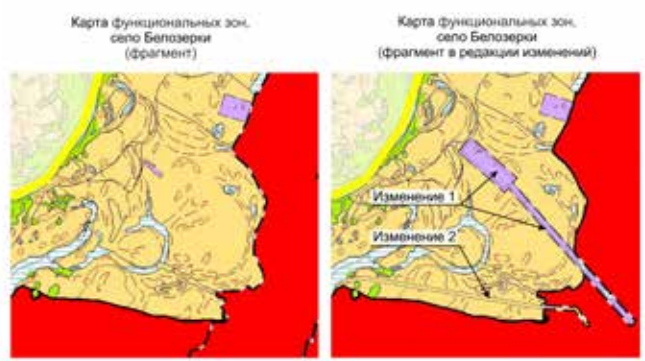 Карта функциональных зон,
село Белозерки
(фрагмент)
Карта функциональных зон,
село Белозерки
(фрагмент в редакции изменений)
Изменение 1
Изменение 2